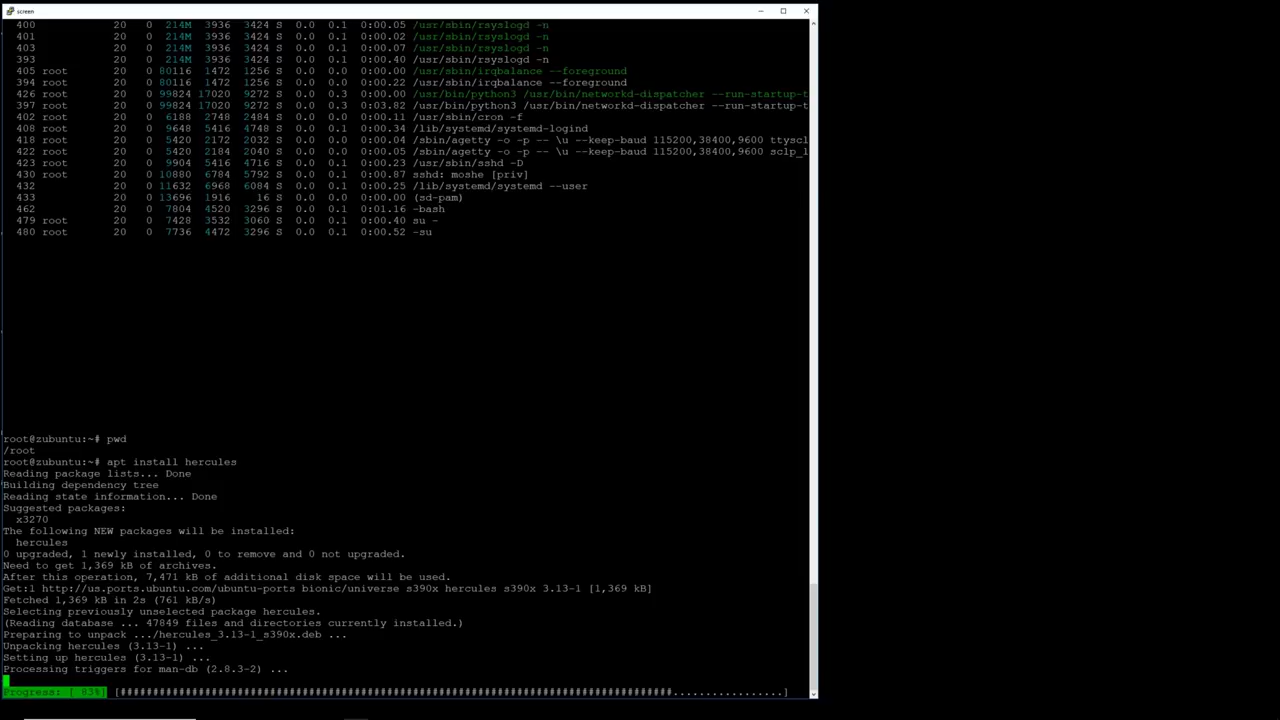 screen
400 20 0 214M 3936 3424 S 0.0 0.1 0:00.05 /usr/sbin/rsyslogd -n
401 20 0 214M 3936 3424 S 0.0 0.1 0:00.02 /usr/sbin/rsyslogd -n
403 20 0 214M 3936 3424 S 0.0 0.1 0:00.07 /usr/sbin/rsyslogd -n
393 20 0 214M 3936 3424 S 0.0 0.1 0:00.40 /usr/sbin/rsyslogd -n
405 root 20 0 80116 1472 1256 S 0.0 0.1 0:00.00 /usr/sbin/irqbalance --foreground
394 root 20 0 80116 1472 1256 S 0.0 0.1 0:00.22 /usr/sbin/irqbalance --foreground
426 root 20 0 99824 17020 9272 S 0.0 0.3 0:00.00 /usr/bin/python3 /usr/bin/networkd-dispatcher --run-startup-t
397 root 20 0 99824 17020 9272 S 0.0 0.3 0:03.82 /usr/bin/python3 /usr/bin/networkd-dispatcher --run-startup-t
402 root 20 0 6188 2748 2484 S 0.0 0.1 0:00.11 /usr/sbin/cron -f
408 root 20 0 9648 5416 4748 S 0.0 0.1 0:00.34 /lib/systemd/systemd-logind
418 root 20 0 5420 2172 2032 S 0.0 0.1 0:00.04 /sbin/agetty -o -p -- \u --keep-baud 115200,38400,9600 ttyscl
422 root 20 0 5420 2184 2040 S 0.0 0.1 0:00.05 /sbin/agetty -o -p -- \u --keep-baud 115200,38400,9600 sclp_l
423 root 20 0 9904 5416 4716 S 0.0 0.1 0:00.23 /usr/sbin/sshd -D
430 root 20 0 10880 6784 5792 S 0.0 0.1 0:00.87 sshd: moshe [priv]
432 20 0 11632 6968 6084 S 0.0 0.1 0:00.25 /lib/systemd/systemd --user
433 20 0 13696 1916 16 S 0.0 0.1 0:00.00 (sd-pam)
462 20 0 7804 4520 3296 S 0.0 0.1 0:01.16 -bash
479 root 20 0 7428 3532 3060 S 0.0 0.1 0:00.40 su -
480 root 20 0 7736 4472 3296 S 0.0 0.1 0:00.52 -su
root@zubuntu:~# pwd
/root
root@zubuntu:~# apt install hercules
Reading package lists... Done
Building dependency tree
Reading state information... Done
Suggested packages:
x3270
The following NEW packages will be installed:
hercules
0 upgraded, 1 newly installed, 0 to remove and 0 not upgraded.
Need to get 1,369 kB of archives.
After this operation, 7,471 kB of additional disk space will be used.
Get:1 http://us.ports.ubuntu.com/ubuntu-ports bionic/universe s390x hercules s390x 3.13-1 [1,369 kB]
Fetched 1,369 kB in 2s (761 kB/s)
Selecting previously unselected package hercules.
(Reading database ... 47849 files and directories currently installed.)
Preparing to unpack .../hercules_3.13-1_s390x.deb ...
Unpacking hercules (3.13-1) ...
Setting up hercules (3.13-1) ...
Processing triggers for man-db (2.8.3-2) ...
Progress: [ 83%] [######################################################################################################.....................]